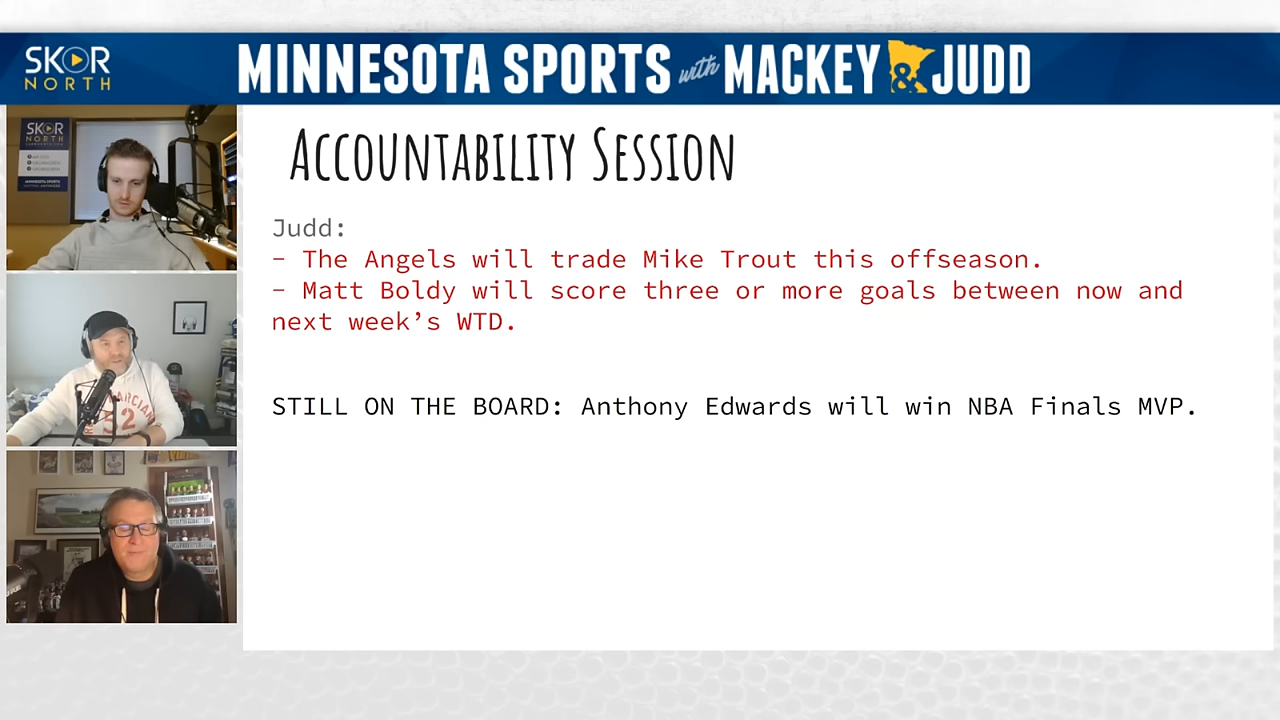 SKOR
NORTH
MINNESOTA SPORTS with MACKEY & JUDD
SKOR
NORTH
Accountability Session
Judd:
- The Angels will trade Mike Trout this offseason.
- Matt Boldy will score three or more goals between now and
next week’s WTD.
STILL ON THE BOARD: Anthony Edwards will win NBA Finals MVP.